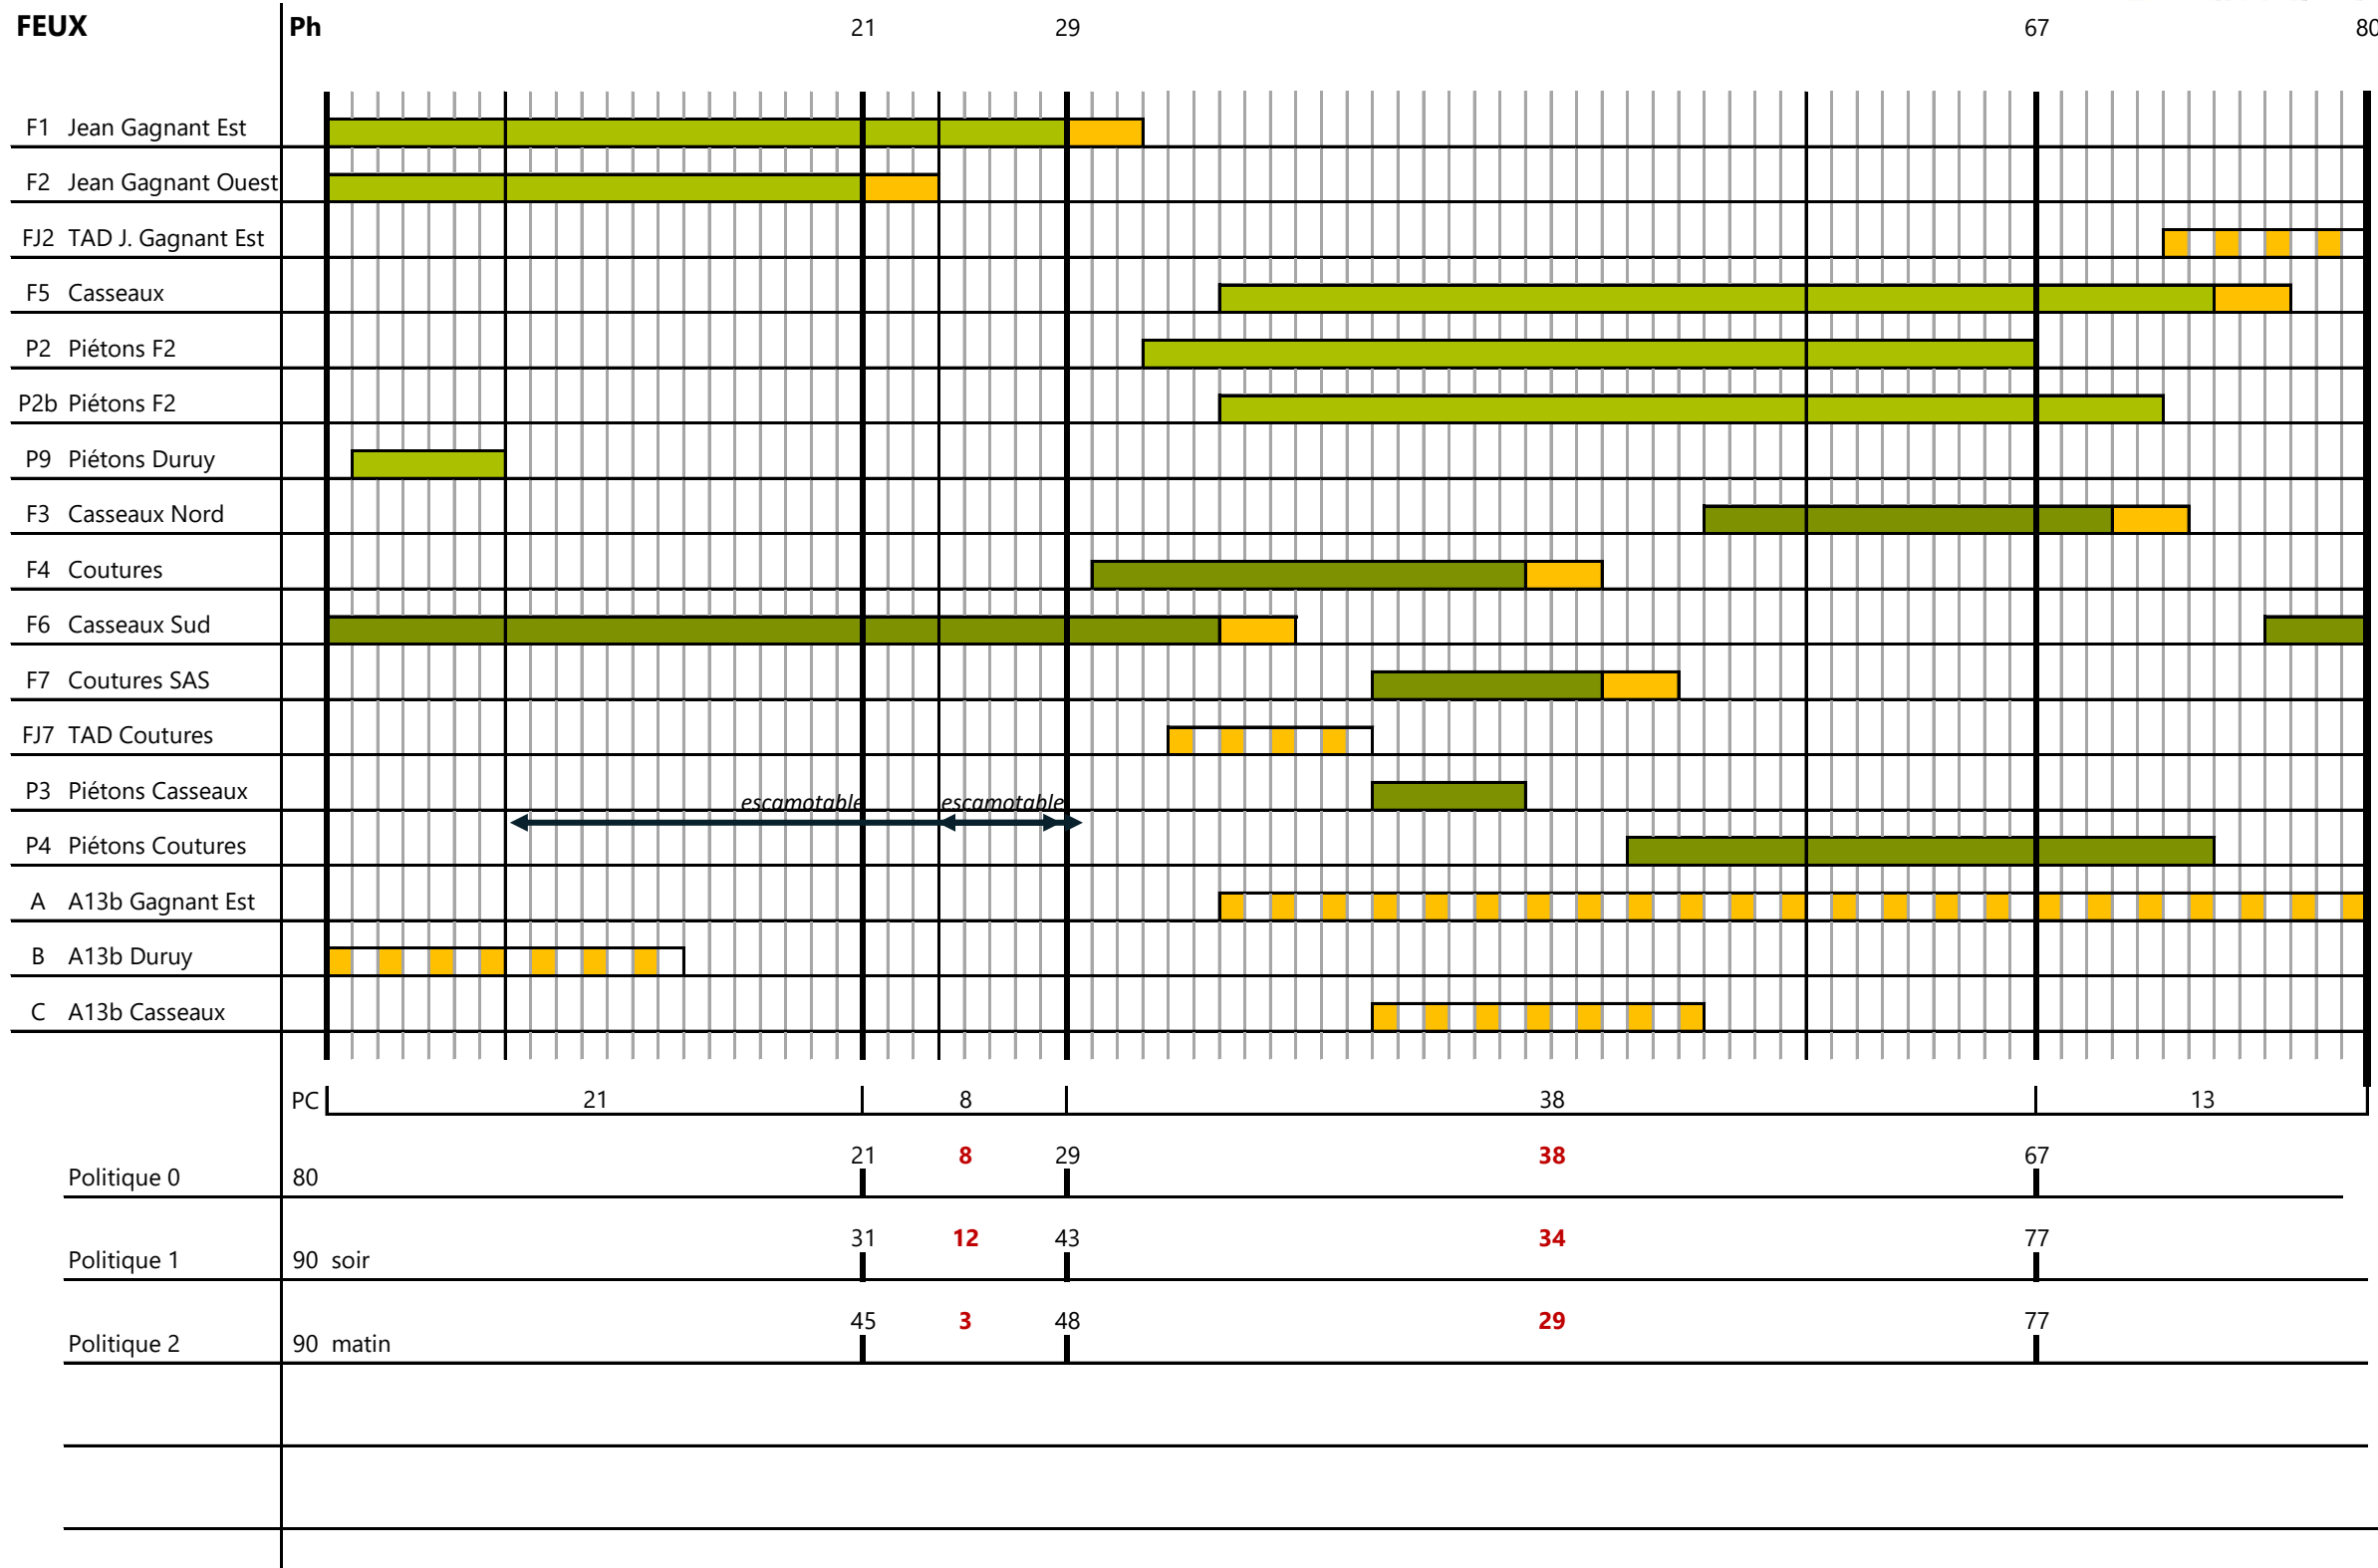 FEUX Ph 21 29 67 80
F1 Jean Gagnant Est
F2 Jean Gagnant Ouest
FJ2 TAD J. Gagnant Est
F5 Casseaux
P2 Piétons F2
P2b Piétons F2
P9 Piétons Duruy
F3 Casseaux Nord
F4 Coutures
F6 Casseaux Sud
F7 Coutures SAS
FJ7 TAD Coutures
P3 Piétons Casseaux
escamotable escamotable
P4 Piétons Coutures
A A13b Gagnant Est
B A13b Duruy
C A13b Casseaux
PC 21 8 38 13
21 8 29 38 67
Politique 0 80
31 12 43 34 77
Politique 1 90 soir
45 3 48 29 77
Politique 2 90 matin